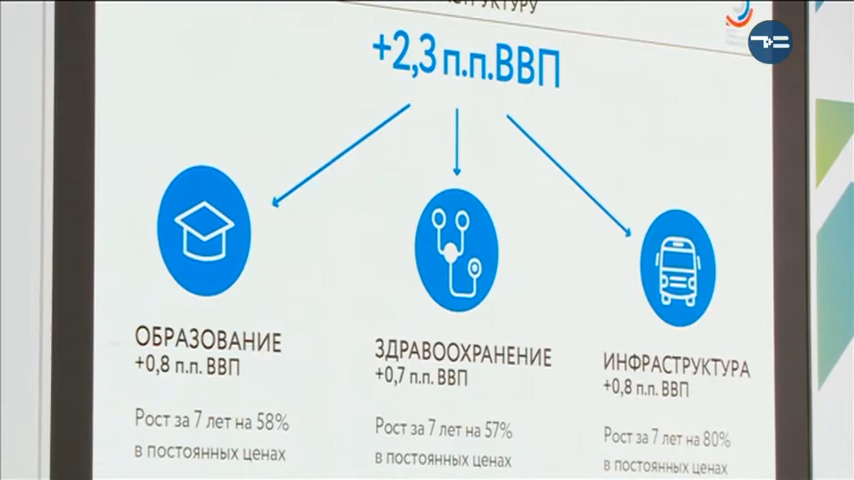 +2,3 п.п.ВВП
ОБРАЗОВАНИЕ
+0,8 п.п. ВВП
Рост за 7 лет на 58%
в постоянных ценах
ЗДРАВООХРАНЕНИЕ
+0,7 п.п. ВВП
Рост за 7 лет на 57%
в постоянных ценах
ИНФРАСТРУКТУРА
+0,8 п.п. ВВП
Рост за 7 лет на 80%
в постоянных ценах